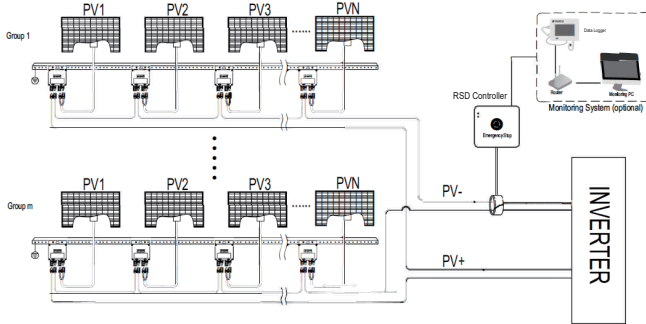 PV1 PV2 PV3 ...... PVN
Group 1
Data Logger
Router
Monitoring PC
Monitoring System (optional)
RSD Controller
EmergencyStop
PV1 PV2 PV3 ...... PVN
Group m
PV-
PV+
INVERTER